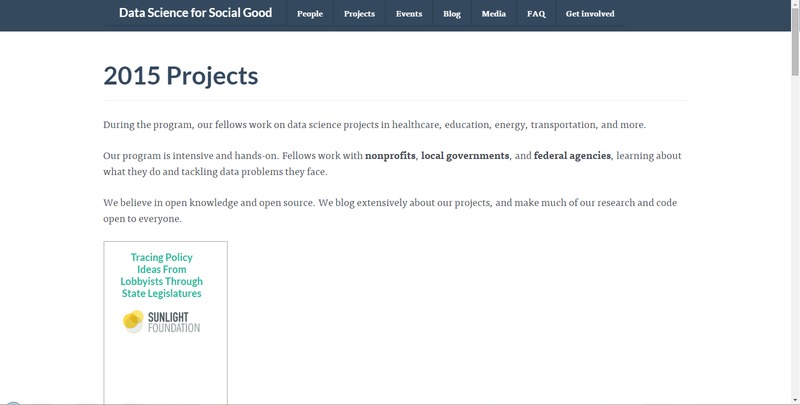 Data Science for Social Good People Projects Events Blog Media FAQ Get involved
2015 Projects
During the program, our fellows work on data science projects in healthcare, education, energy, transportation, and more.
Our program is intensive and hands-on. Fellows work with nonprofits, local governments, and federal agencies, learning about
what they do and tackling data problems they face.
We believe in open knowledge and open source. We blog extensively about our projects, and make much of our research and code
open to everyone.
Tracing Policy
Ideas From
Lobbyists Through
State Legislatures
SUNLIGHT
FOUNDATION